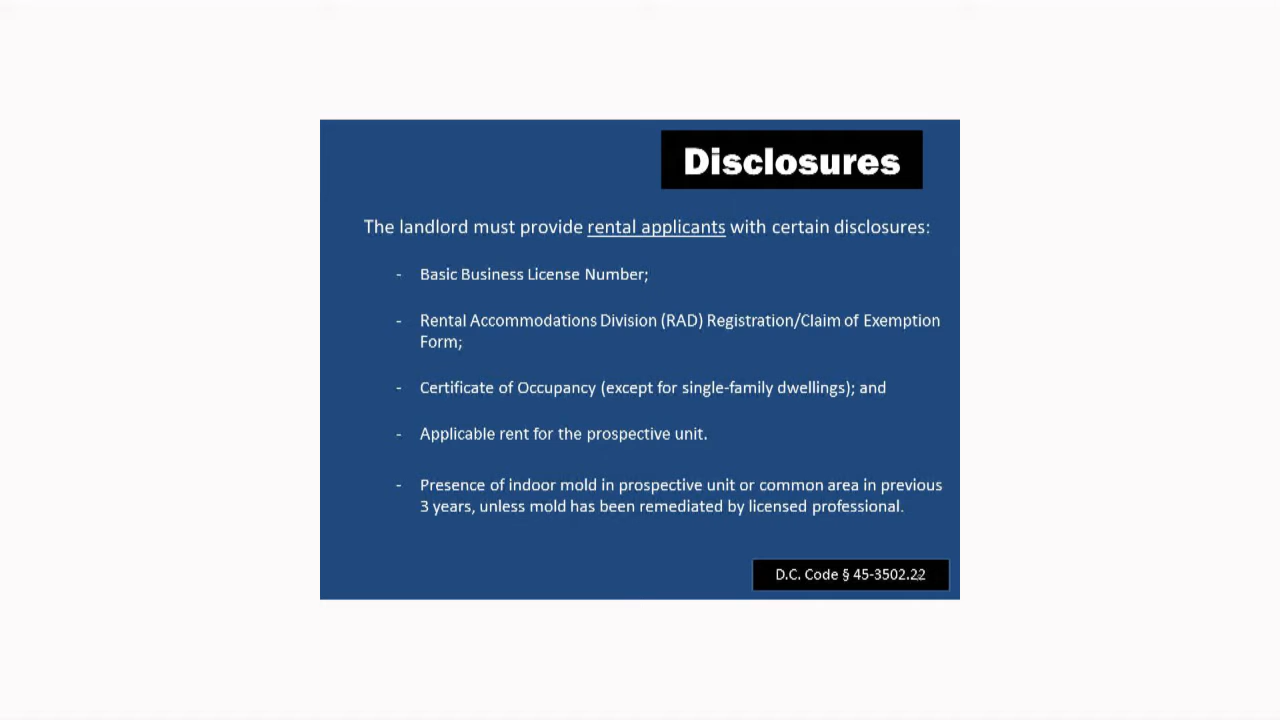 Disclosures
The landlord must provide rental applicants with certain disclosures:
- Basic Business License Number;
- Rental Accommodations Division (RAD) Registration/Claim of Exemption
Form;
- Certificate of Occupancy (except for single-family dwellings); and
- Applicable rent for the prospective unit.
- Presence of indoor mold in prospective unit or common area in previous
3 years, unless mold has been remediated by licensed professional.
D.C. Code § 45-3502.22